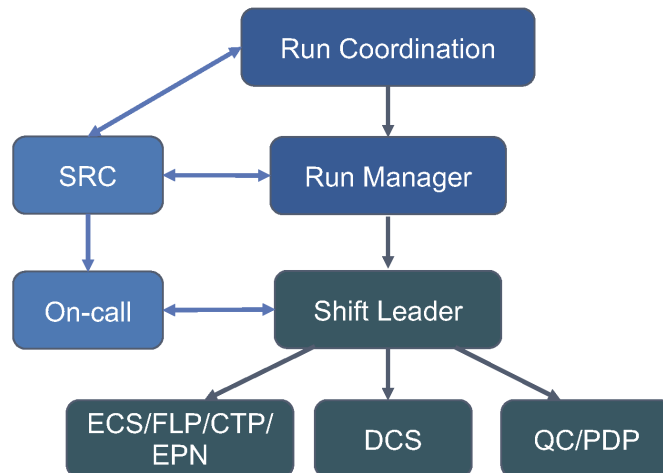 Run Coordination
SRC
Run Manager
On-call
Shift Leader
ECS/FLP/CTP/
EPN
DCS
QC/PDP